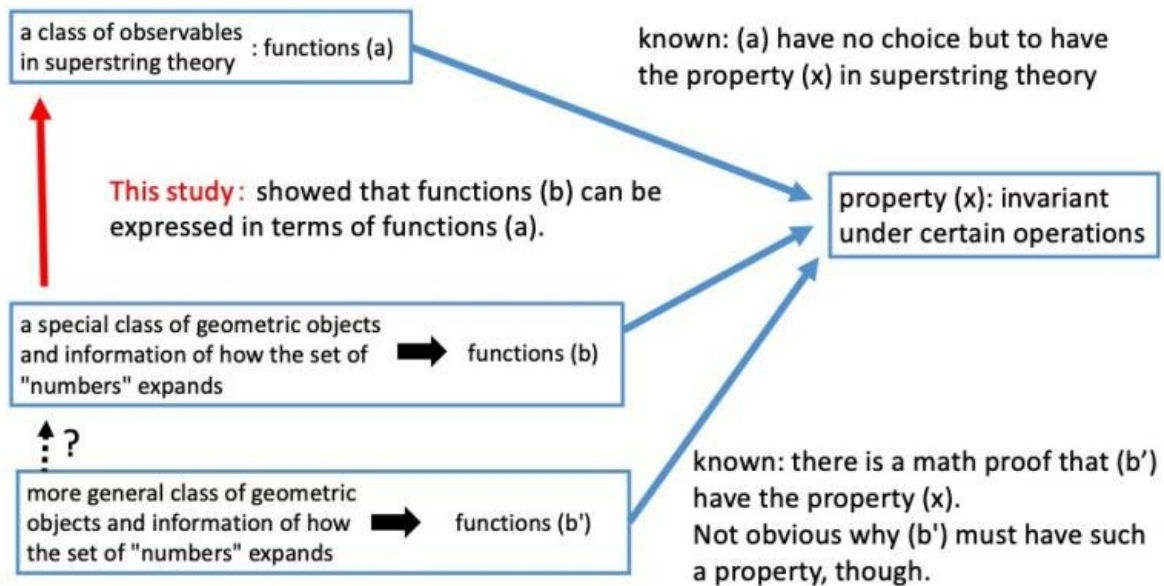 a class of observables
in superstring theory : functions (a)
known: (a) have no choice but to have
the property (x) in superstring theory
This study: showed that functions (b) can be
expressed in terms of functions (a).
property (x): invariant
under certain operations
a special class of geometric objects
and information of how the set of
"numbers" expands
functions (b)
?
more general class of geometric
objects and information of how
the set of "numbers" expands
functions (b')
known: there is a math proof that (b’)
have the property (x).
Not obvious why (b') must have such
a property, though.